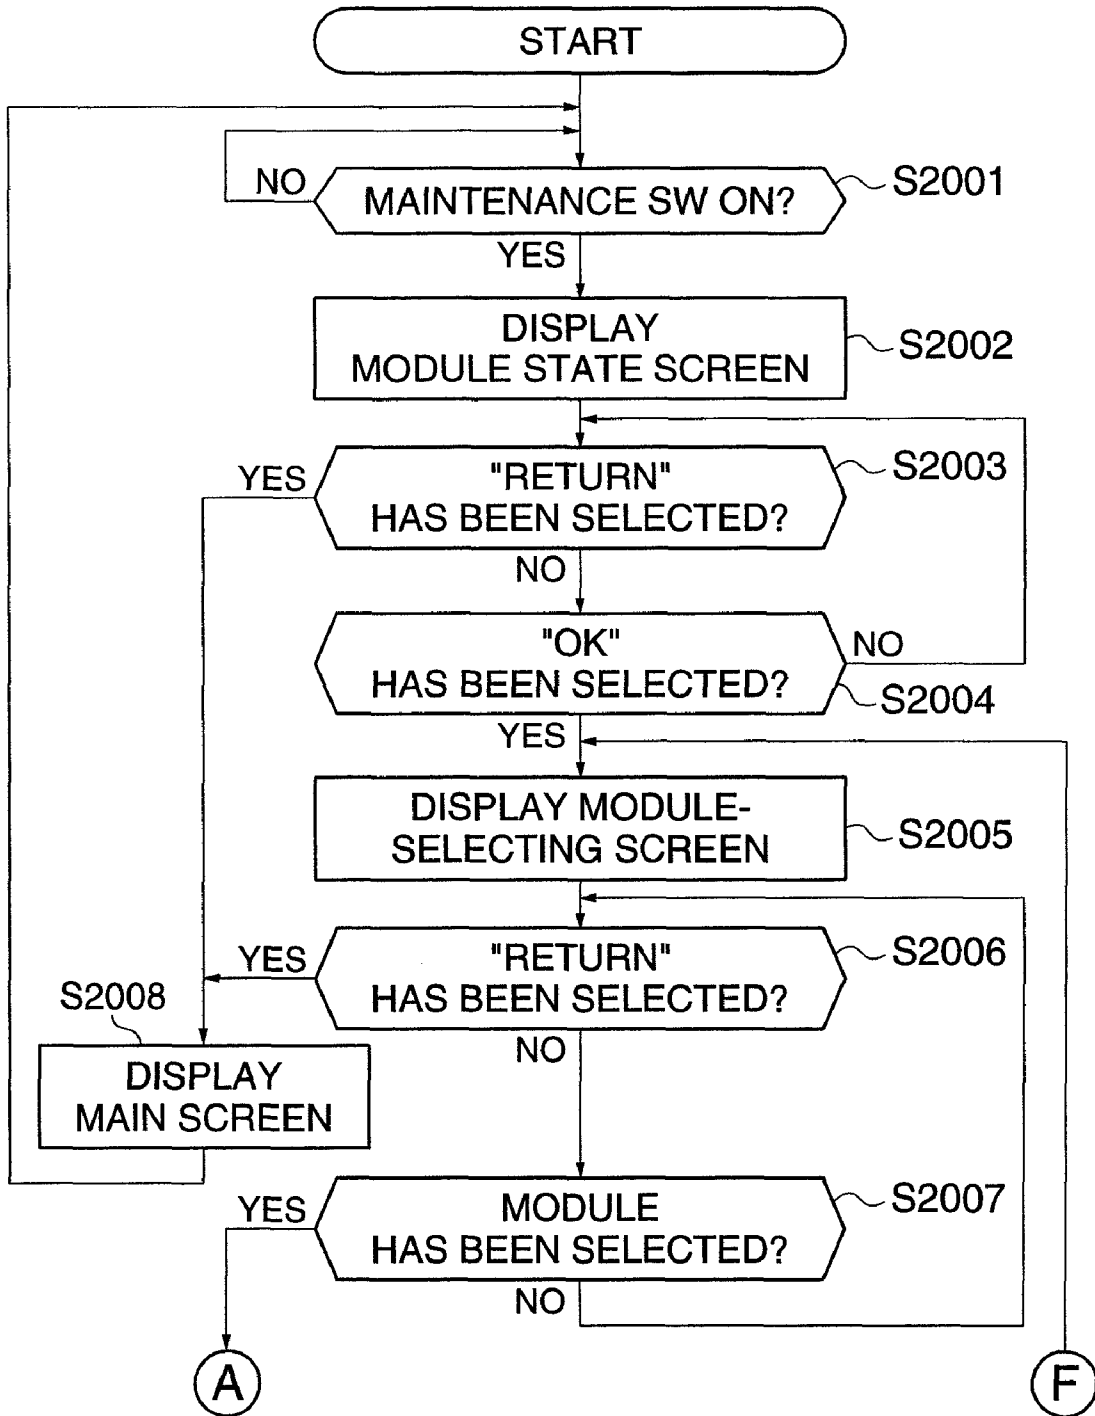 START
NO
MAINTENANCE SW ON?
S2001
YES
DISPLAY
MODULE STATE SCREEN
S2002
YES
"RETURN"
HAS BEEN SELECTED?
S2003
NO
"OK"
HAS BEEN SELECTED?
NO
S2004
YES
DISPLAY MODULE-
SELECTING SCREEN
S2005
YES
"RETURN"
HAS BEEN SELECTED?
S2006
NO
S2008
DISPLAY
MAIN SCREEN
YES
MODULE
HAS BEEN SELECTED?
S2007
NO
A
F